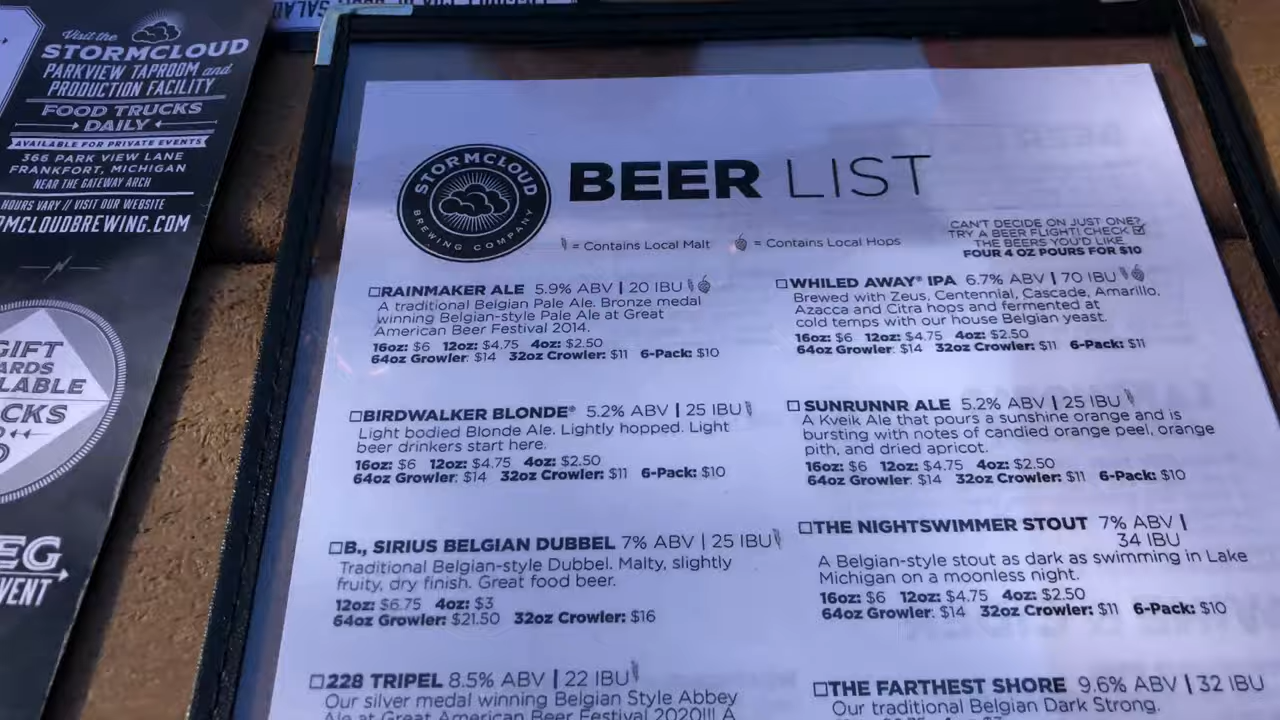 Visit the
STORMCLOUD
PARKVIEW TAPROOM and
PRODUCTION FACILITY
FOOD TRUCKS
DAILY
AVAILABLE FOR PRIVATE EVENTS
366 PARK VIEW LANE
FRANKFORT, MICHIGAN
NEAR THE GATEWAY ARCH
HOURS VARY // VISIT OUR WEBSITE
RMCLOUDBREWING.COM
GIFT
ARDS
LABLE
CKS
EG
VENT
STORMCLOUD
BREWING COMPANY
BEER LIST
= Contains Local Malt = Contains Local Hops
CAN'T DECIDE ON JUST ONE?
TRY A BEER FLIGHT! CHECK
THE BEERS YOU'D LIKE
FOUR 4 OZ POURS FOR $10
RAINMAKER ALE 5.9% ABV | 20 IBU
A traditional Belgian Pale Ale. Bronze medal
winning Belgian-style Pale Ale at Great
American Beer Festival 2014.
16oz: $6 12oz: $4.75 4oz: $2.50
64oz Growler: $14 32oz Crowler: $11 6-Pack: $10
BIRDWALKER BLONDE® 5.2% ABV | 25 IBU
Light bodied Blonde Ale. Lightly hopped. Light
beer drinkers start here.
16oz: $6 12oz: $4.75 4oz: $2.50
64oz Growler: $14 32oz Crowler: $11 6-Pack: $10
B., SIRIUS BELGIAN DUBBEL 7% ABV | 25 IBU
Traditional Belgian-style Dubbel. Malty, slightly
fruity, dry finish. Great food beer.
12oz: $6.75 4oz: $3
64oz Growler: $21.50 32oz Crowler: $16
228 TRIPEL 8.5% ABV | 22 IBU
Our silver medal winning Belgian Style Abbey
Ale at Great American Beer Festival 2020!!! A
WHILED AWAY® IPA 6.7% ABV | 70 IBU
Brewed with Zeus, Centennial, Cascade, Amarillo,
Azacca and Citra hops and fermented at
cold temps with our house Belgian yeast.
16oz: $6 12oz: $4.75 4oz: $2.50
64oz Growler: $14 32oz Crowler: $11 6-Pack: $11
SUNRUNNR ALE 5.2% ABV | 25 IBU
A Kveik Ale that pours a sunshine orange and is
bursting with notes of candied orange peel, orange
pith, and dried apricot.
16oz: $6 12oz: $4.75 4oz: $2.50
64oz Growler: $14 32oz Crowler: $11 6-Pack: $10
THE NIGHTSWIMMER STOUT 7% ABV |
34 IBU
A Belgian-style stout as dark as swimming in Lake
Michigan on a moonless night.
16oz: $6 12oz: $4.75 4oz: $2.50
64oz Growler: $14 32oz Crowler: $11 6-Pack: $10
THE FARTHEST SHORE 9.6% ABV | 32 IBU
Our traditional Belgian Dark Strong.